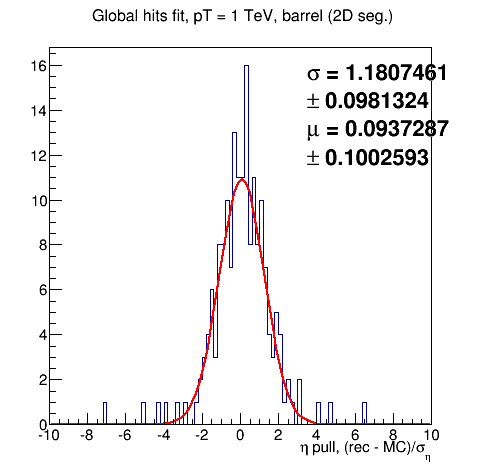 Global hits fit, pT = 1 TeV, barrel (2D seg.)
σ = 1.1807461
± 0.0981324
μ = 0.0937287
± 0.1002593
16
14
12
10
8
6
4
2
0
-10 -8 -6 -4 -2 0 2 4 6 8 10
η pull, (rec - MC)/σ_η